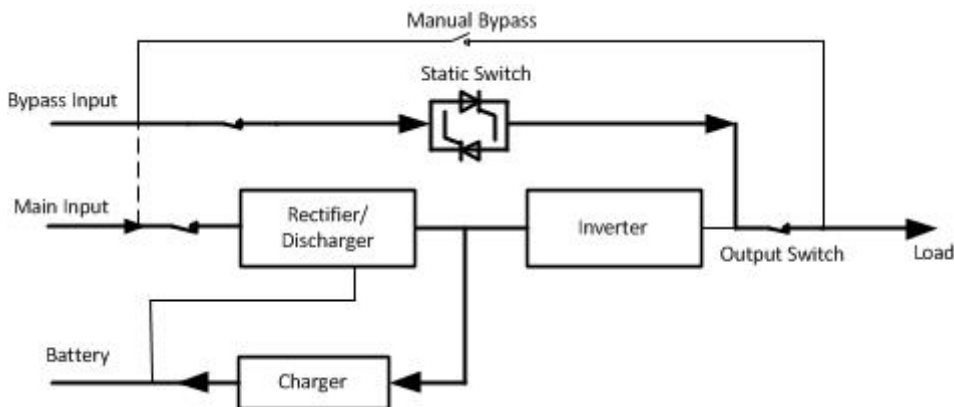 Manual Bypass
Static Switch
Bypass Input
Main Input
Rectifier/
Discharger
Inverter
Output Switch
Load
Battery
Charger